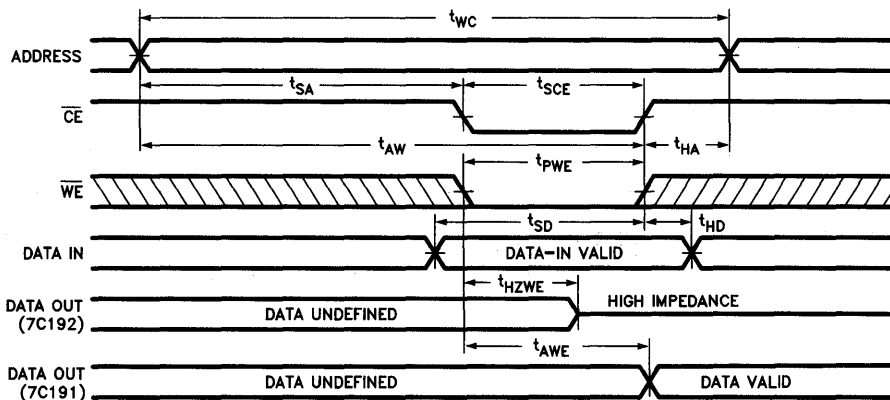 tWC
ADDRESS
tSA tSCE
CE
tAW tHA
tPWE
WE
tSD tHD
DATA IN DATA-IN VALID
tHZWE
DATA OUT (7C192) DATA UNDEFINED HIGH IMPEDANCE
tAWE
DATA OUT (7C191) DATA UNDEFINED DATA VALID